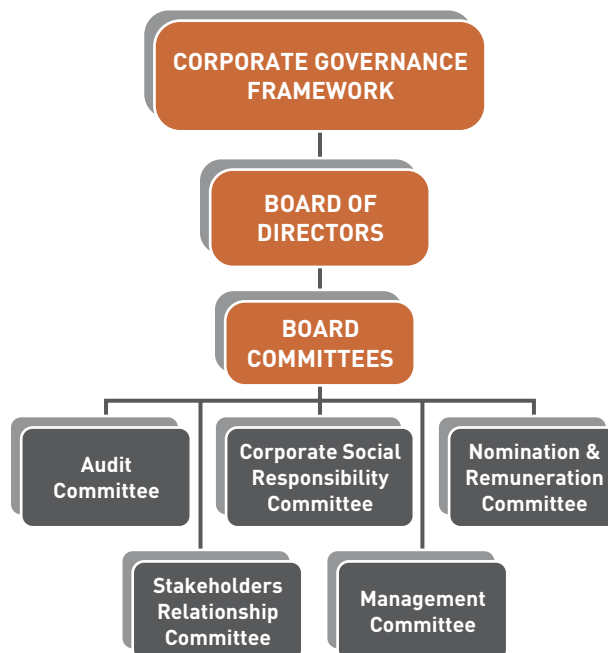 CORPORATE GOVERNANCE
FRAMEWORK
BOARD OF
DIRECTORS
BOARD
COMMITTEES
Audit
Committee
Corporate Social
Responsibility
Committee
Nomination &
Remuneration
Committee
Stakeholders
Relationship
Committee
Management
Committee